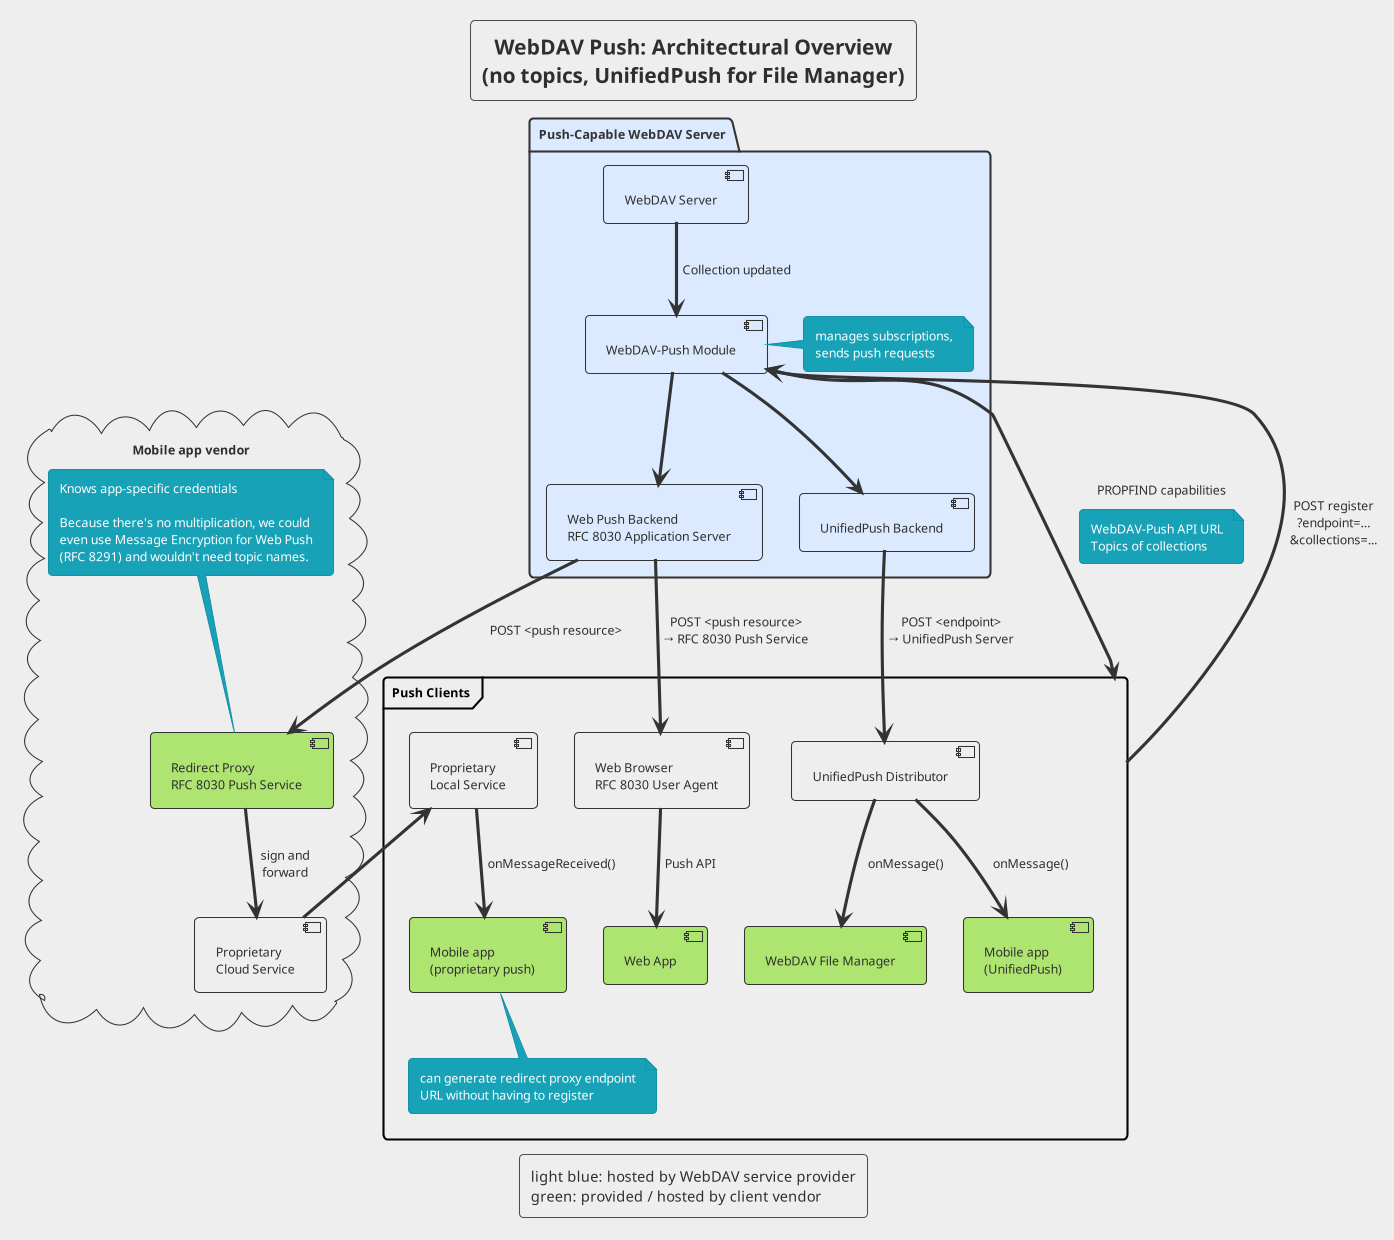 WebDAV Push: Architectural Overview
(no topics, UnifiedPush for File Manager)
Push-Capable WebDAV Server
WebDAV Server
Collection updated
WebDAV-Push Module
manages subscriptions,
sends push requests
Web Push Backend
RFC 8030 Application Server
UnifiedPush Backend
PROPFIND capabilities
WebDAV-Push API URL
Topics of collections
POST register
?endpoint=...
&collections=...
Mobile app vendor
Knows app-specific credentials
Because there's no multiplication, we could
even use Message Encryption for Web Push
(RFC 8291) and wouldn't need topic names.
POST <push resource>
POST <push resource>
→ RFC 8030 Push Service
POST <endpoint>
→ UnifiedPush Server
Push Clients
Redirect Proxy
RFC 8030 Push Service
Proprietary
Local Service
Web Browser
RFC 8030 User Agent
UnifiedPush Distributor
sign and
forward
onMessageReceived()
Push API
onMessage()
onMessage()
Proprietary
Cloud Service
Mobile app
(proprietary push)
Web App
WebDAV File Manager
Mobile app
(UnifiedPush)
can generate redirect proxy endpoint
URL without having to register
light blue: hosted by WebDAV service provider
green: provided / hosted by client vendor